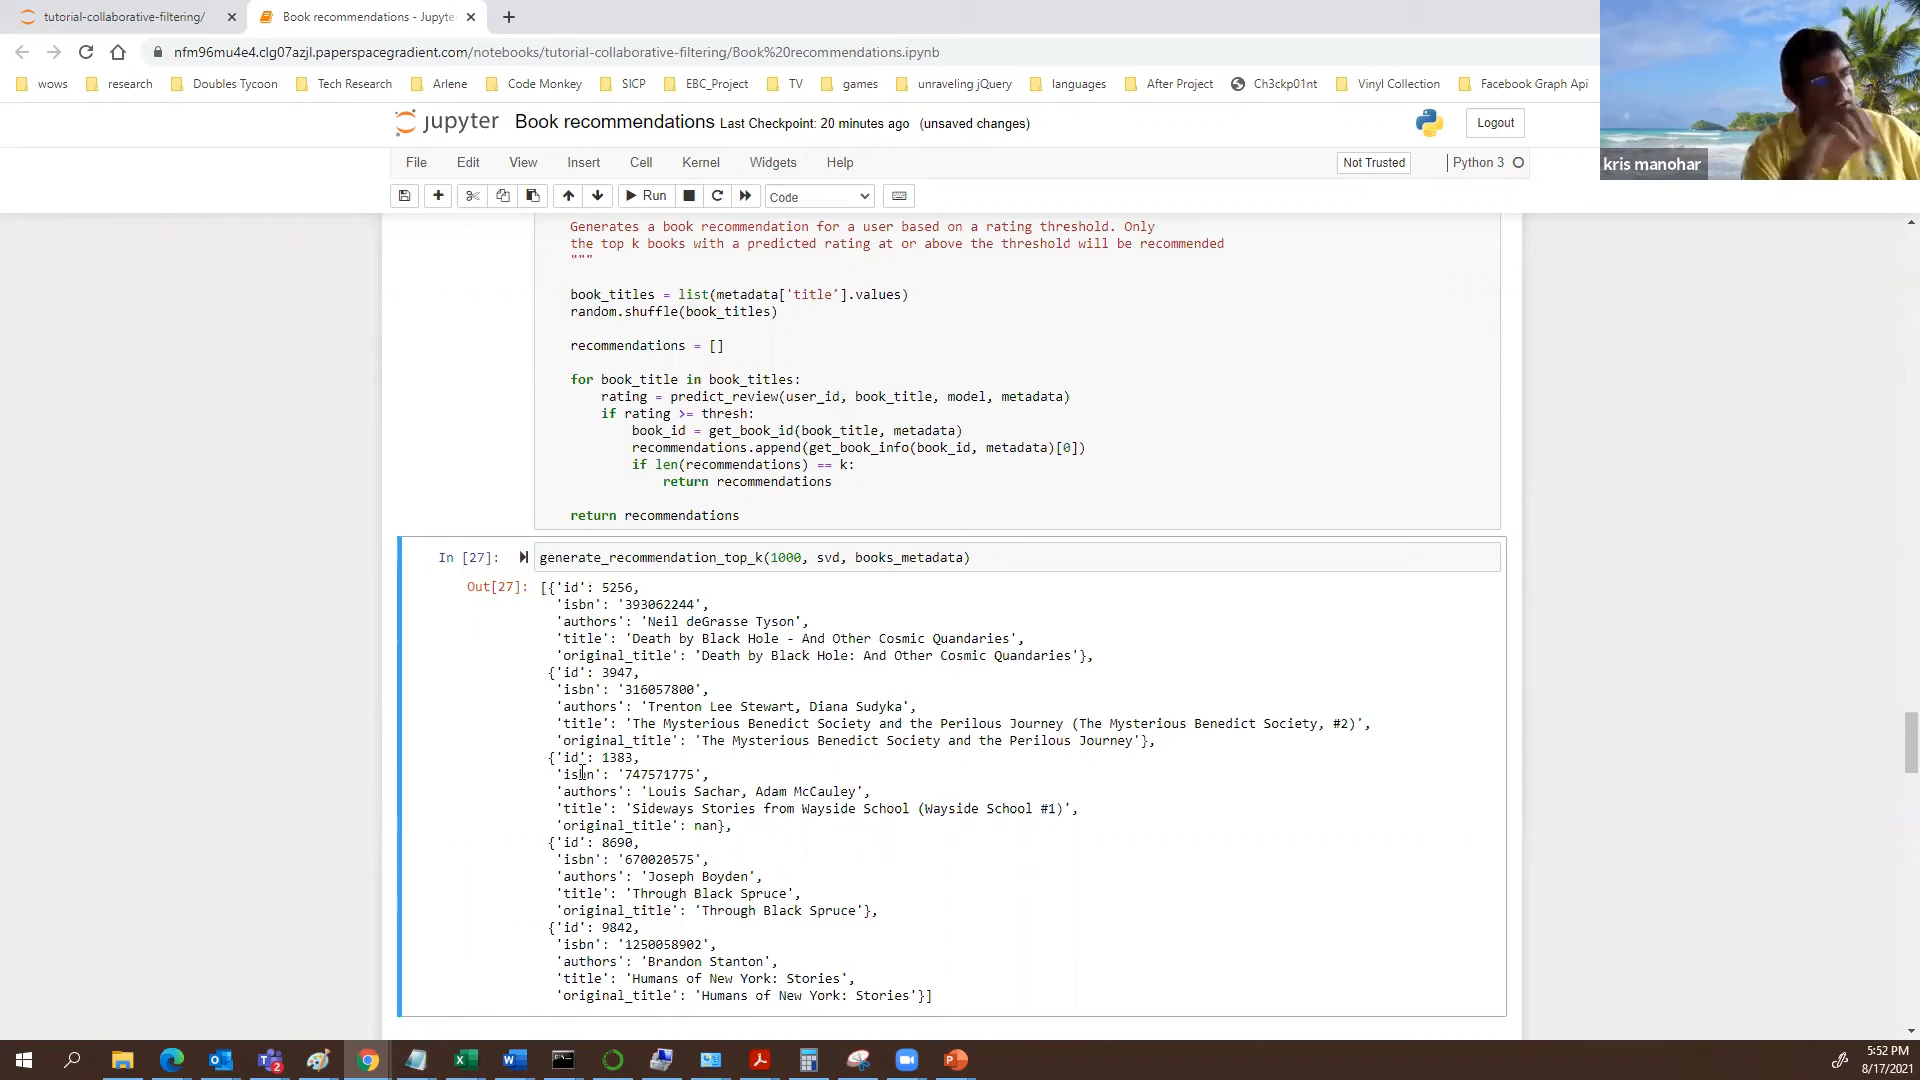 tutorial-collaborative-filtering/
Book recommendations - Jupyte
nfm96mu4e4.clg07azjl.paperspacegradient.com/notebooks/tutorial-collaborative-filtering/Book%20recommendations.ipynb
wows research Doubles Tycoon Tech Research Arlene Code Monkey SICP EBC_Project TV games unraveling jQuery languages After Project Ch3ckp01nt Vinyl Collection Facebook Graph Api
kris manohar
jupyter Book recommendations Last Checkpoint: 20 minutes ago (unsaved changes)
Logout
File Edit View Insert Cell Kernel Widgets Help
Not Trusted
Python 3
Run
Code
Generates a book recommendation for a user based on a rating threshold. Only
the top k books with a predicted rating at or above the threshold will be recommended
"""
book_titles = list(metadata['title'].values)
random.shuffle(book_titles)
recommendations = []
for book_title in book_titles:
rating = predict_review(user_id, book_title, model, metadata)
if rating >= thresh:
book_id = get_book_id(book_title, metadata)
recommendations.append(get_book_info(book_id, metadata)[0])
if len(recommendations) == k:
return recommendations
return recommendations
In [27]: generate_recommendation_top_k(1000, svd, books_metadata)
Out[27]: [{'id': 5256,
'isbn': '393062244',
'authors': 'Neil deGrasse Tyson',
'title': 'Death by Black Hole - And Other Cosmic Quandaries',
'original_title': 'Death by Black Hole: And Other Cosmic Quandaries'},
{'id': 3947,
'isbn': '316057800',
'authors': 'Trenton Lee Stewart, Diana Sudyka',
'title': 'The Mysterious Benedict Society and the Perilous Journey (The Mysterious Benedict Society, #2)',
'original_title': 'The Mysterious Benedict Society and the Perilous Journey'},
{'id': 1383,
'isbn': '747571775',
'authors': 'Louis Sachar, Adam McCauley',
'title': 'Sideways Stories from Wayside School (Wayside School #1)',
'original_title': nan},
{'id': 8690,
'isbn': '670020575',
'authors': 'Joseph Boyden',
'title': 'Through Black Spruce',
'original_title': 'Through Black Spruce'},
{'id': 9842,
'isbn': '1250058902',
'authors': 'Brandon Stanton',
'title': 'Humans of New York: Stories',
'original_title': 'Humans of New York: Stories'}]
5:52 PM
8/17/2021